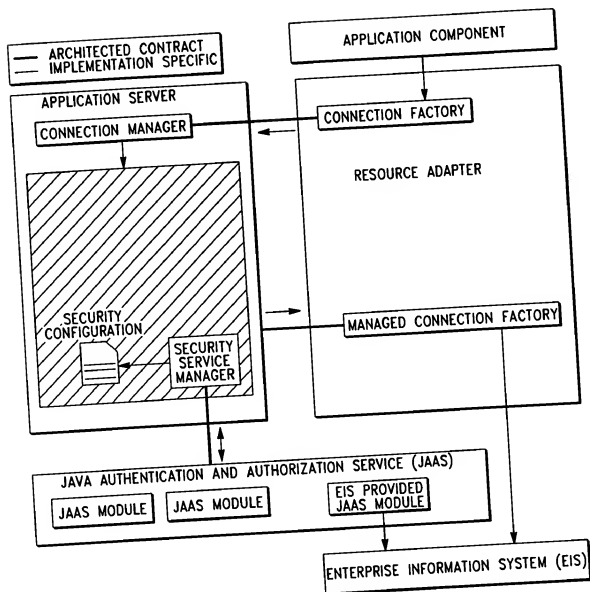 ARCHITECTED CONTRACT
IMPLEMENTATION SPECIFIC
APPLICATION COMPONENT
APPLICATION SERVER
CONNECTION MANAGER
CONNECTION FACTORY
RESOURCE ADAPTER
SECURITY
CONFIGURATION
SECURITY
SERVICE
MANAGER
MANAGED CONNECTION FACTORY
JAVA AUTHENTICATION AND AUTHORIZATION SERVICE (JAAS)
JAAS MODULE
JAAS MODULE
EIS PROVIDED
JAAS MODULE
ENTERPRISE INFORMATION SYSTEM (EIS)